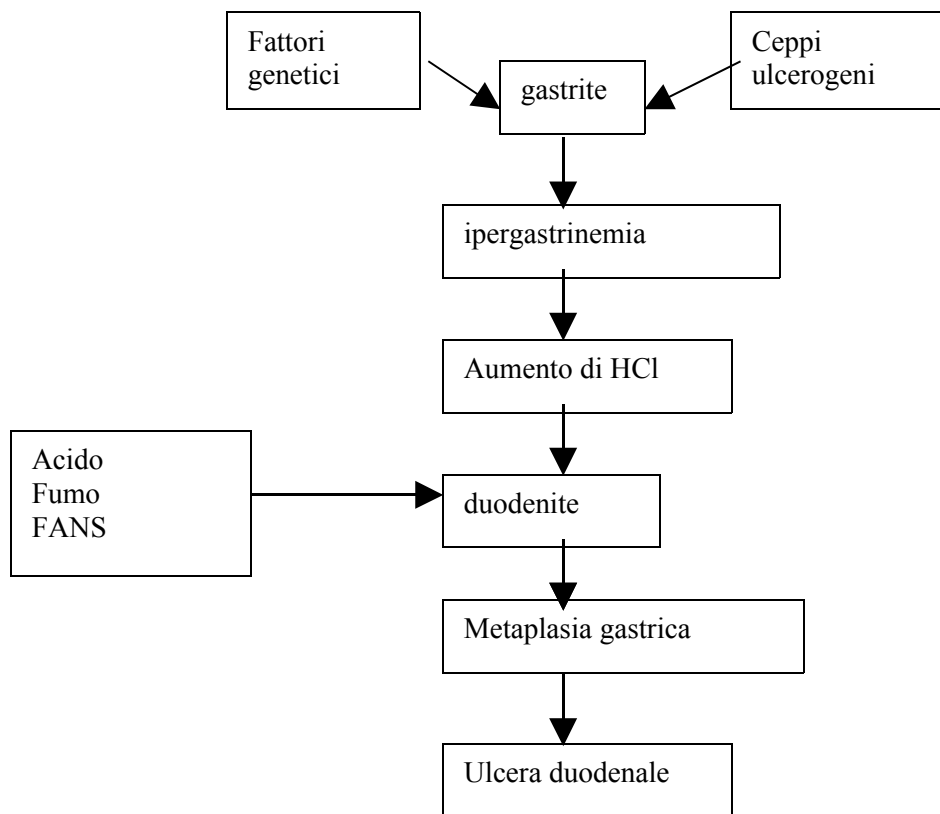 Fattori
genetici
Ceppi
ulcerogeni
gastrite
ipergastrinemia
Aumento di HCl
Acido
Fumo
FANS
duodenite
Metaplasia gastrica
Ulcera duodenale